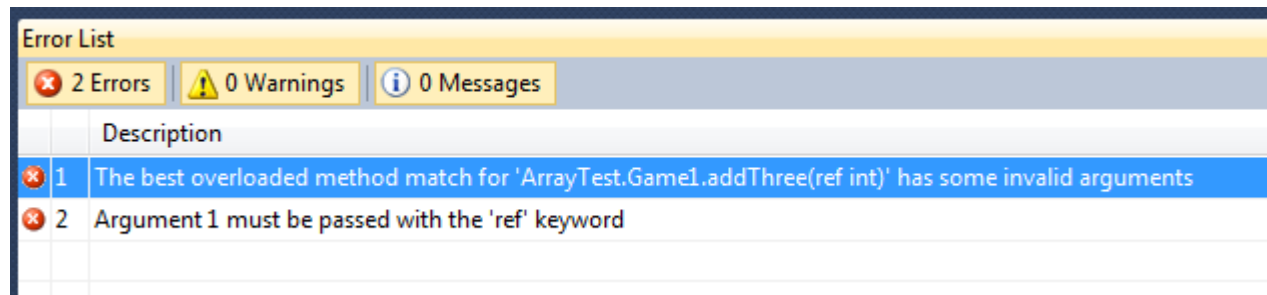 Error List
2 Errors 0 Warnings 0 Messages
Description
1 The best overloaded method match for 'ArrayTest.Game1.addThree(ref int)' has some invalid arguments
2 Argument 1 must be passed with the 'ref' keyword